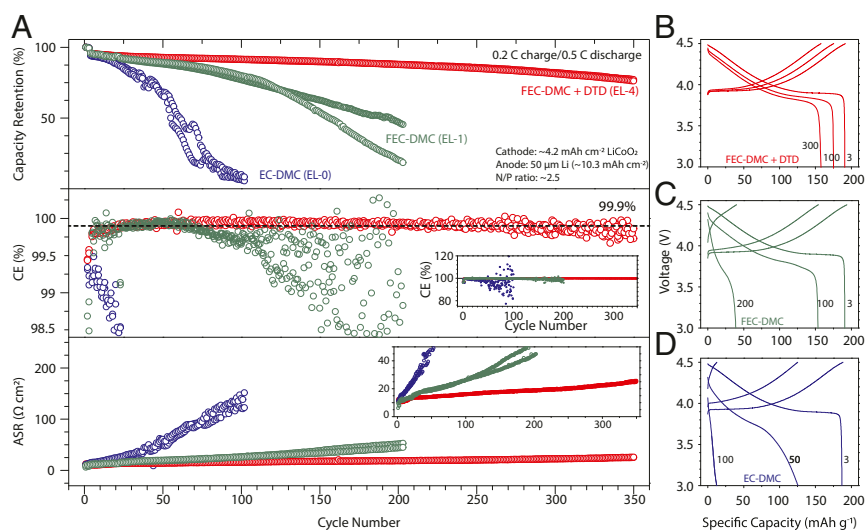 A
B
C
D
Capacity Retention (%)
100
50
0.2 C charge/0.5 C discharge
FEC-DMC + DTD (EL-4)
FEC-DMC (EL-1)
EC-DMC (EL-0)
Cathode: ~4.2 mAh cm⁻² LiCoO₂
Anode: 50 μm Li (~10.3 mAh cm⁻²)
N/P ratio: ~2.5
CE (%)
100
99.5
99
98.5
99.9%
CE (%)
120
100
80
0 100 200 300
Cycle Number
ASR (Ω cm²)
200
150
100
50
0
40
20
0
0 100 200 300
0 50 100 150 200 250 300 350
Cycle Number
4.5
4.0
3.5
3.0
300 100 3
FEC-DMC + DTD
0 50 100 150 200
Voltage (V)
4.5
4.0
3.5
3.0
200 100 3
FEC-DMC
0 50 100 150 200
4.5
4.0
3.5
3.0
100 50 3
EC-DMC
0 50 100 150 200
Specific Capacity (mAh g⁻¹)